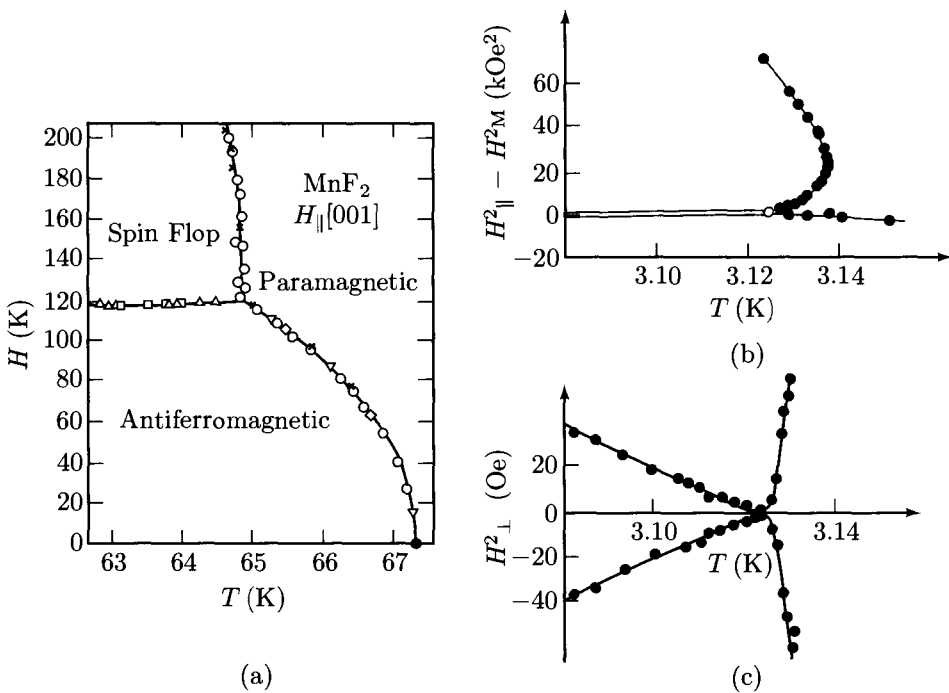 H (K)
200
180
160
140
120
100
80
60
40
20
0
MnF₂
H∥[001]
Spin Flop
Paramagnetic
Antiferromagnetic
63 64 65 66 67
T (K)
(a)
H²∥ − H²M (kOe²)
60
40
20
0
−20
3.10 3.12 3.14
T (K)
(b)
H²⊥ (Oe)
20
0
−20
−40
3.10 3.14
T (K)
(c)